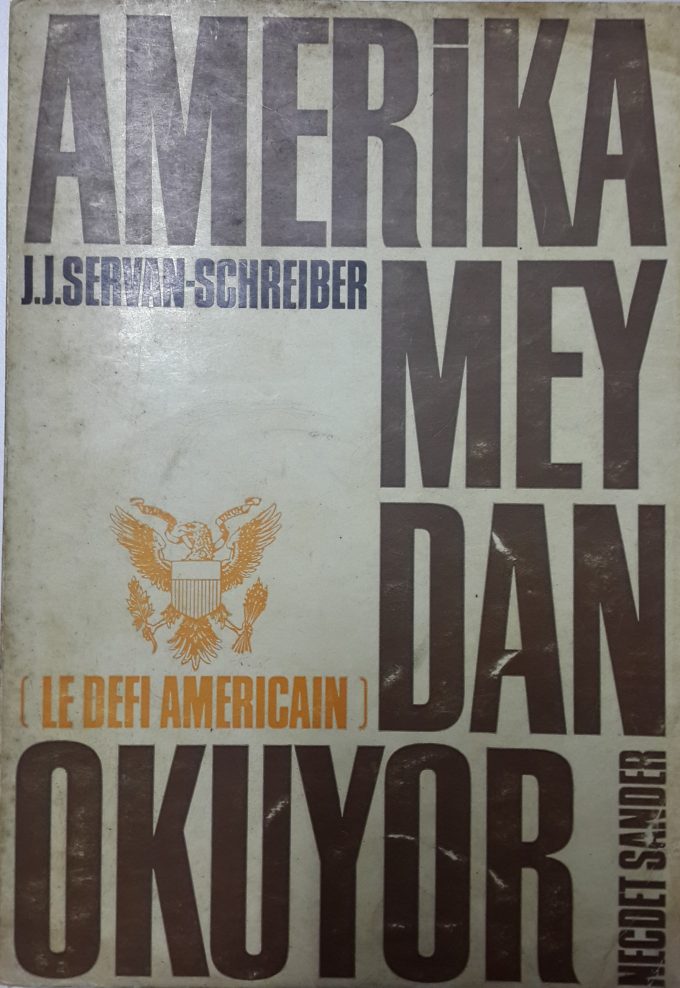 AMERiKA
J.J.SERVAN-SCHREIBER
MEY
DAN
( LE DEFI AMERICAIN )
OKUYOR
NECDET SANDER